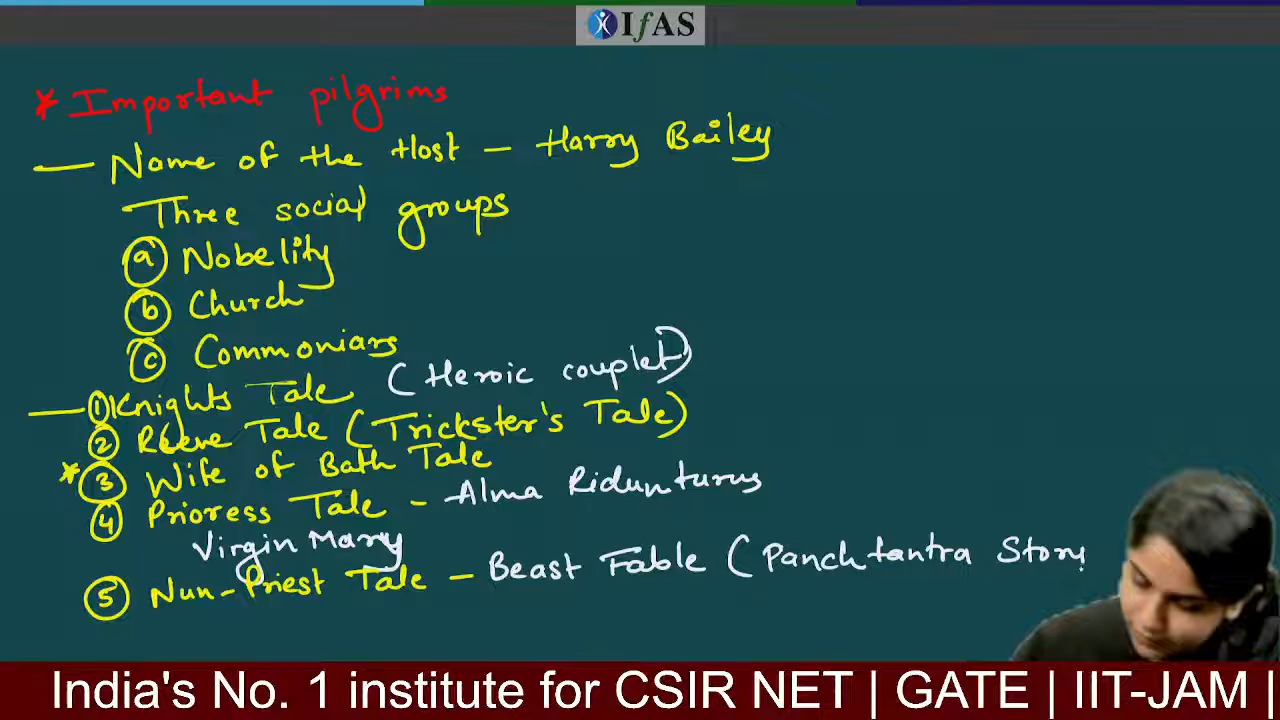 IfAS
* Important pilgrims
— Name of the Host — Harry Bailey
Three social groups
a Nobelity
b Church
c Commoniars
— 1 Knights Tale (Heroic couplet)
2 Reeve Tale (Trickster's Tale)
* 3 Wife of Bath Tale
4 Prioress Tale - Alma Ridunturus
Virgin Mary
5 Nun-Priest Tale - Beast Fable (Panchtantra Story
India's No. 1 institute for CSIR NET | GATE | IIT-JAM |